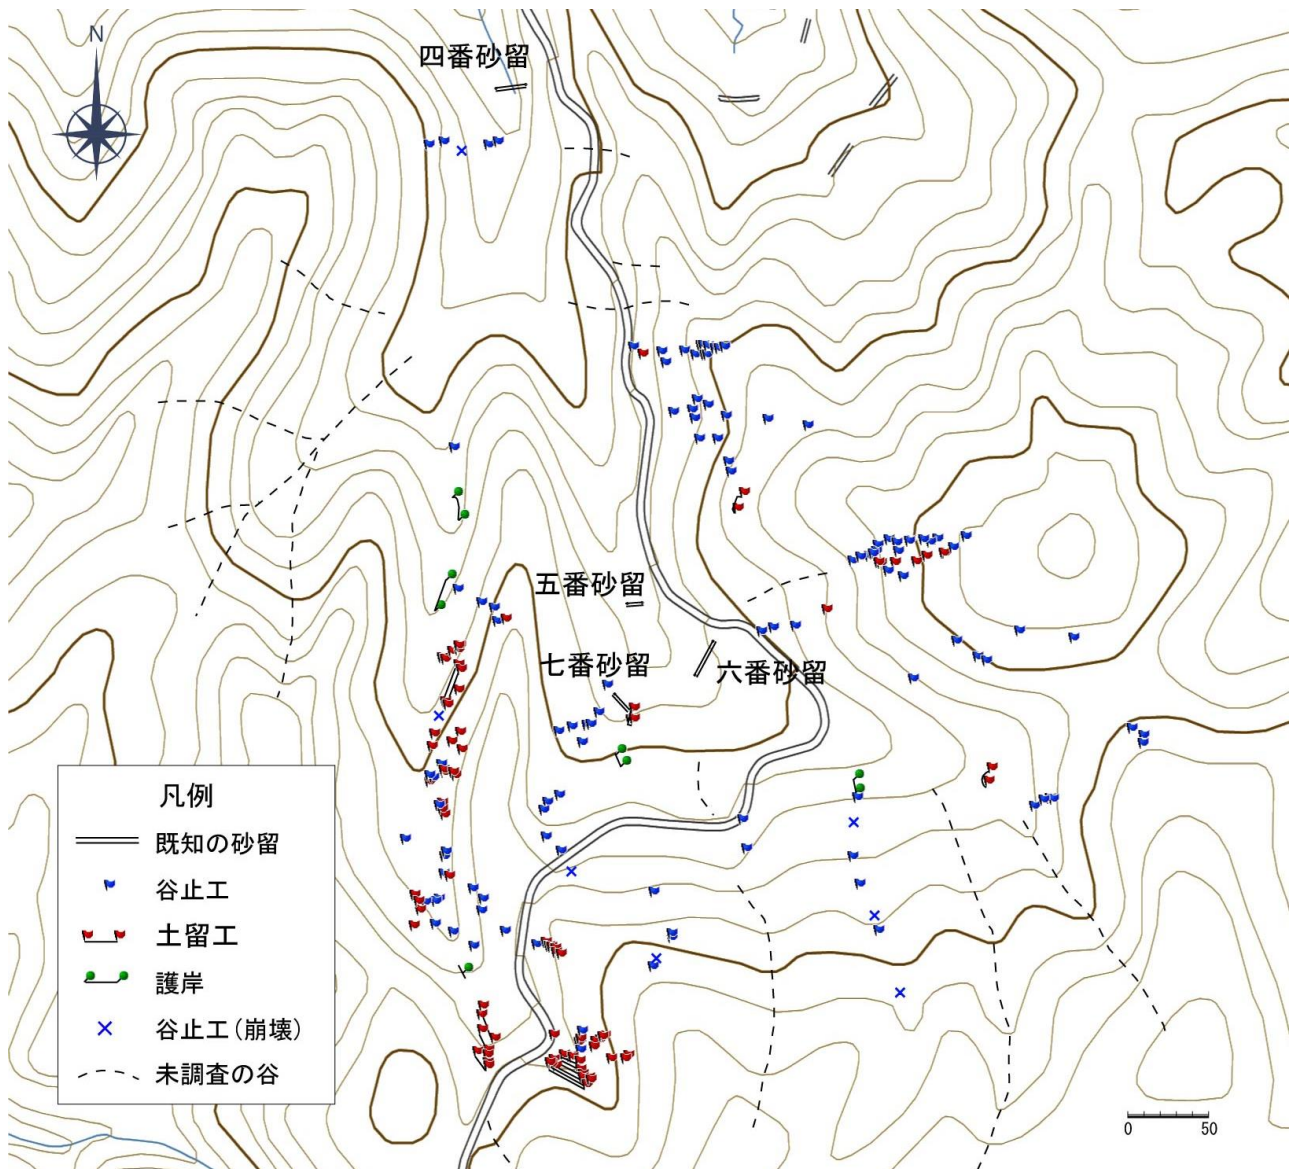 N
四番砂留
五番砂留
七番砂留
六番砂留
凡例
既知の砂留
谷止工
土留工
護岸
谷止工(崩壊)
未調査の谷
0 50